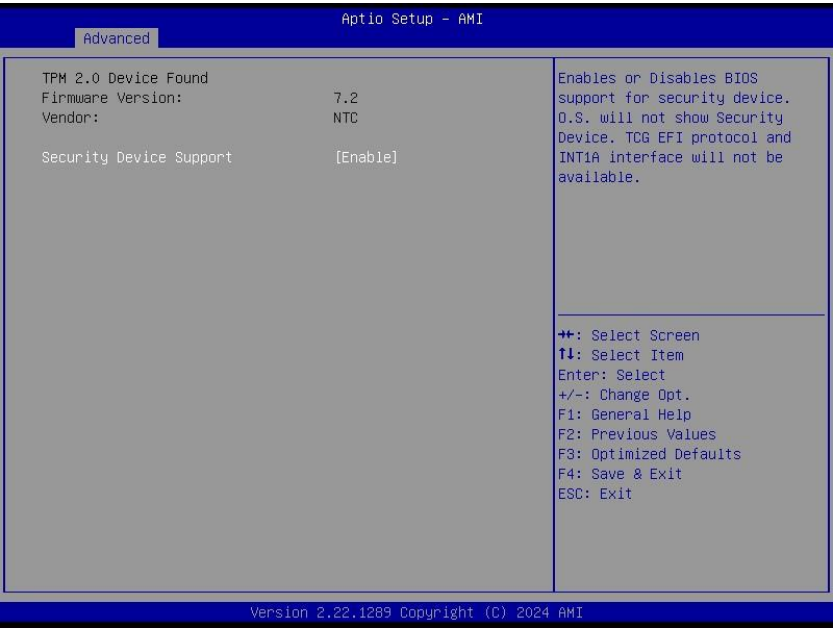 Aptio Setup - AMI
Advanced
TPM 2.0 Device Found
Firmware Version: 7.2
Vendor: NTC
Security Device Support [Enable]
Enables or Disables BIOS
support for security device.
O.S. will not show Security
Device. TCG EFI protocol and
INT1A interface will not be
available.
→←: Select Screen
↑↓: Select Item
Enter: Select
+/-: Change Opt.
F1: General Help
F2: Previous Values
F3: Optimized Defaults
F4: Save & Exit
ESC: Exit
Version 2.22.1289 Copyright (C) 2024 AMI